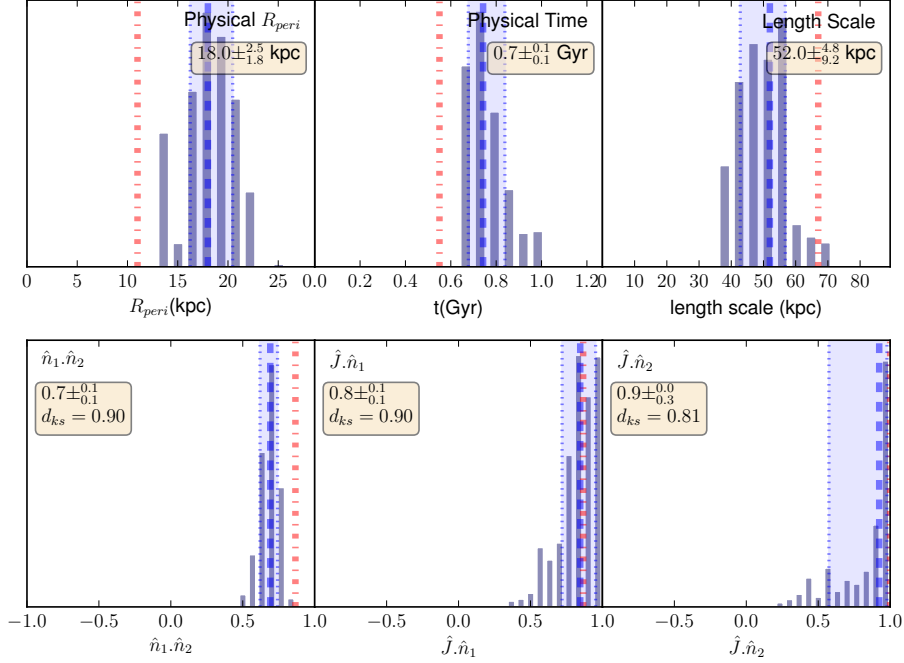 Physical $R_{peri}$
$18.0\pm^{2.5}_{1.8}$ kpc
Physical Time
$0.7\pm^{0.1}_{0.1}$ Gyr
Length Scale
$52.0\pm^{4.8}_{9.2}$ kpc
0 5 10 15 20 25 0.0 0.2 0.4 0.6 0.8 1.0 1.2 0 10 20 30 40 50 60 70 80
$R_{peri}$(kpc)
t(Gyr)
length scale (kpc)
$\hat{n}_1.\hat{n}_2$
$0.7\pm^{0.1}_{0.1}$
$d_{ks} = 0.90$
$\hat{J}.\hat{n}_1$
$0.8\pm^{0.1}_{0.1}$
$d_{ks} = 0.90$
$\hat{J}.\hat{n}_2$
$0.9\pm^{0.0}_{0.3}$
$d_{ks} = 0.81$
−1.0 −0.5 0.0 0.5 1.0 −0.5 0.0 0.5 1.0 −0.5 0.0 0.5 1.0
$\hat{n}_1.\hat{n}_2$
$\hat{J}.\hat{n}_1$
$\hat{J}.\hat{n}_2$